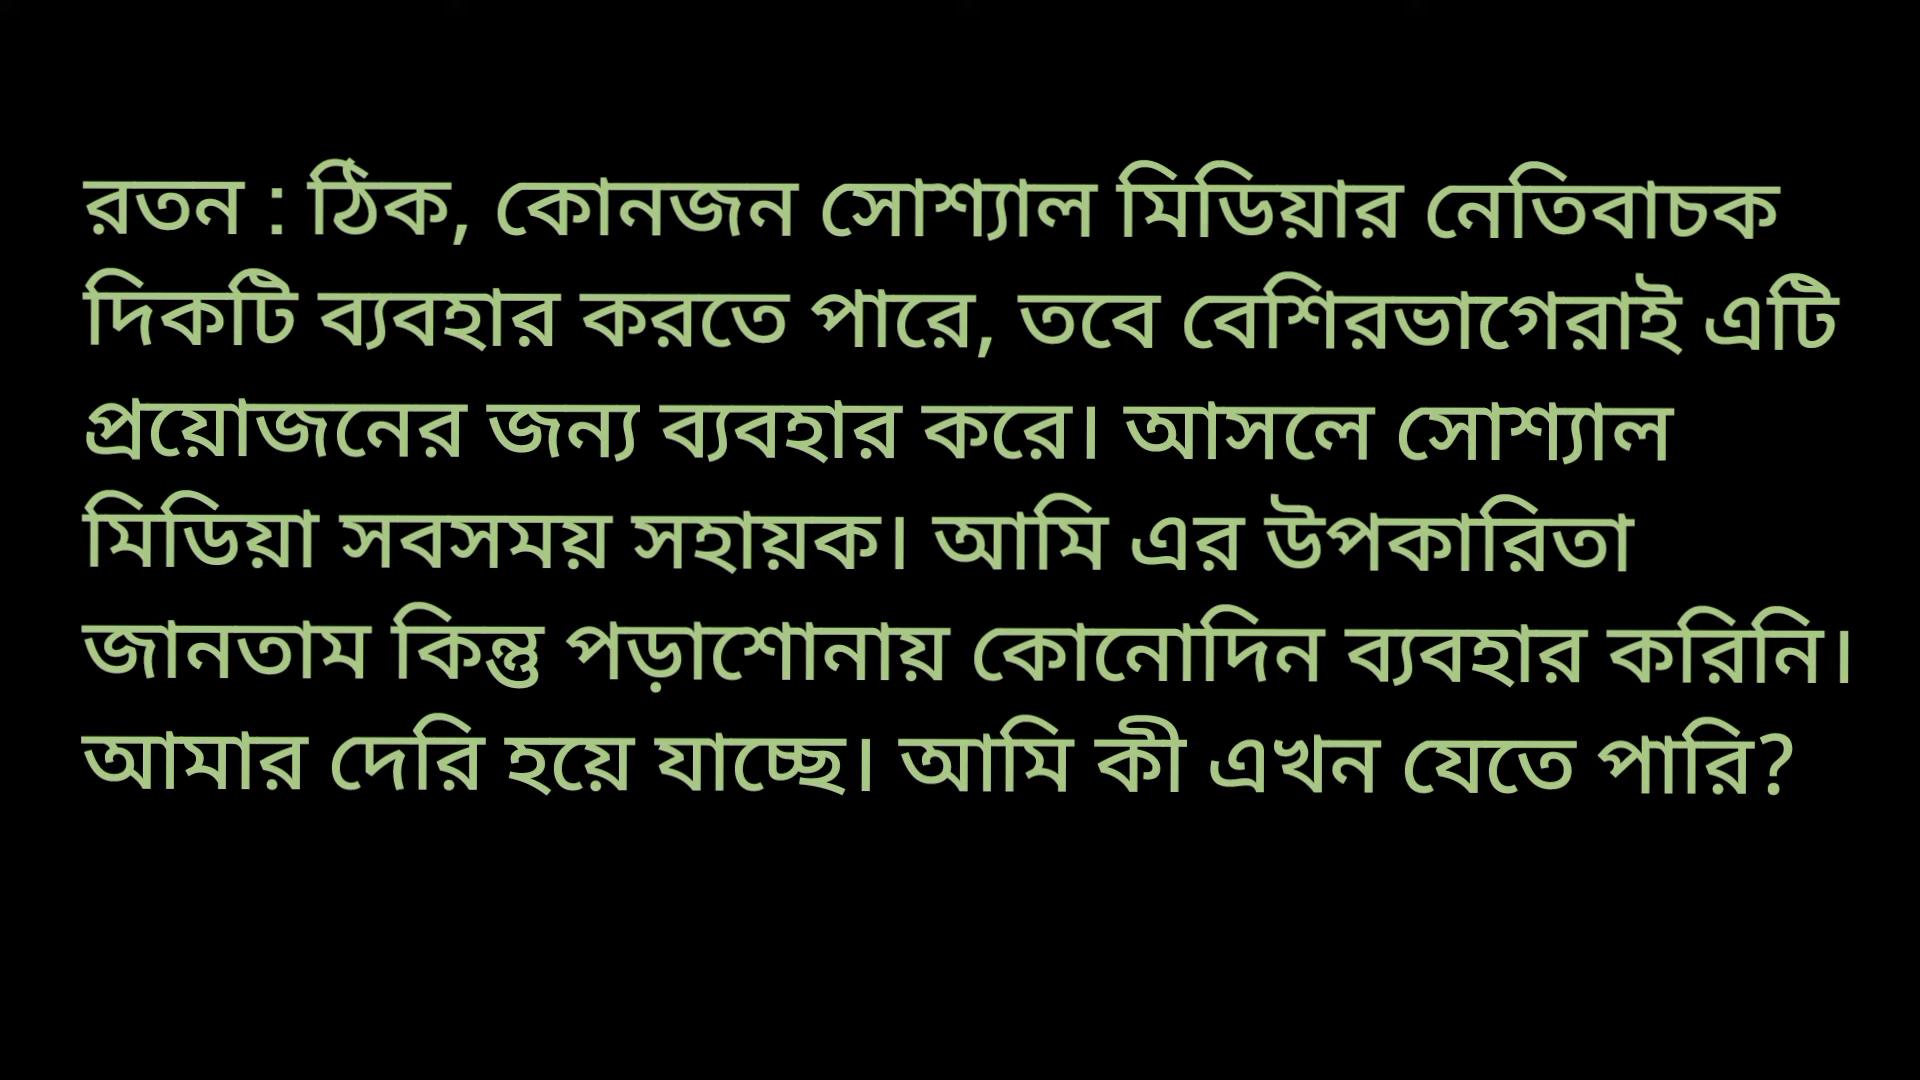 রতন : ঠিক, কোনজন সোশ্যাল মিডিয়ার নেতিবাচক
দিকটি ব্যবহার করতে পারে, তবে বেশিরভাগেরাই এটি
প্রয়োজনের জন্য ব্যবহার করে। আসলে সোশ্যাল
মিডিয়া সবসময় সহায়ক। আমি এর উপকারিতা
জানতাম কিন্তু পড়াশোনায় কোনোদিন ব্যবহার করিনি।
আমার দেরি হয়ে যাচ্ছে। আমি কী এখন যেতে পারি?